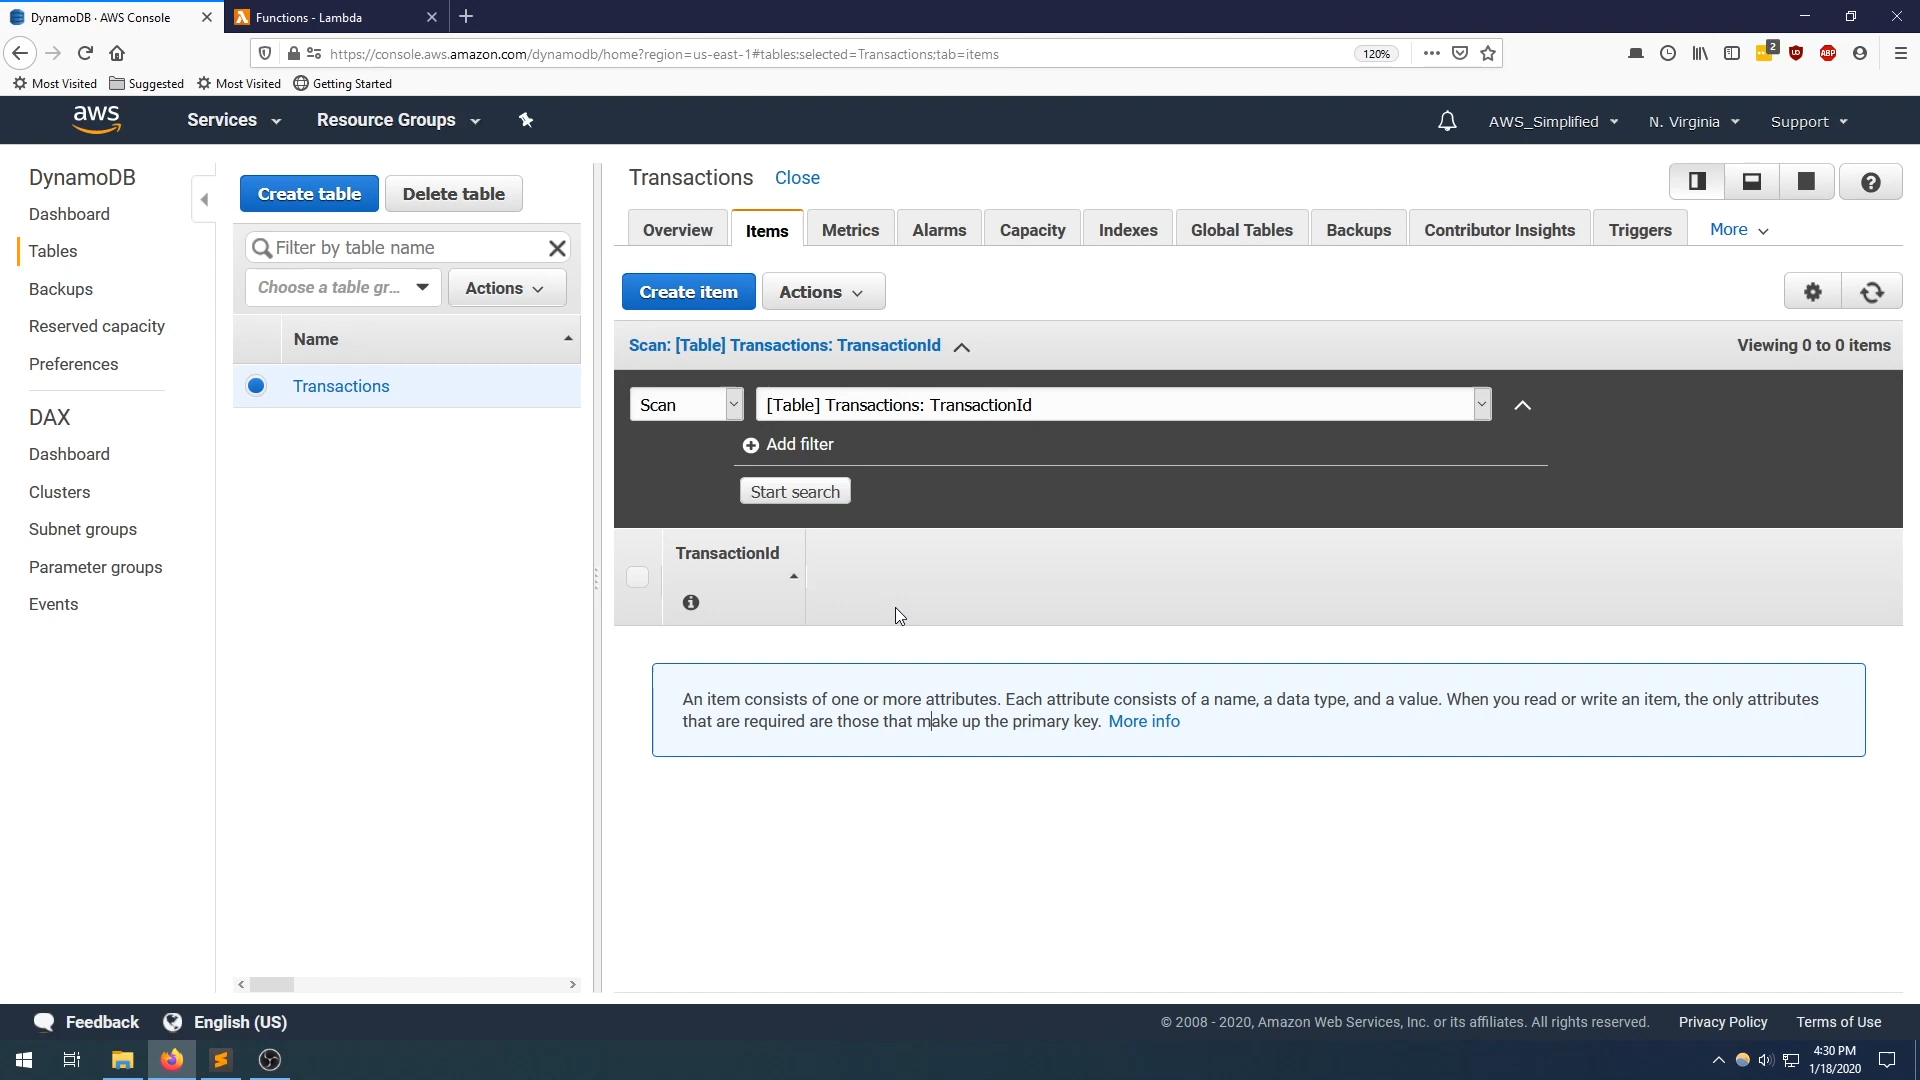 DynamoDB · AWS Console
Functions - Lambda
https://console.aws.amazon.com/dynamodb/home?region=us-east-1#tables:selected=Transactions;tab=items
120%
2
ABP
Most Visited
Suggested
Most Visited
Getting Started
aws
Services
Resource Groups
AWS_Simplified
N. Virginia
Support
DynamoDB
Dashboard
Tables
Backups
Reserved capacity
Preferences
DAX
Dashboard
Clusters
Subnet groups
Parameter groups
Events
Create table
Delete table
Filter by table name
Choose a table gr...
Actions
Name
Transactions
Transactions
Close
Overview
Items
Metrics
Alarms
Capacity
Indexes
Global Tables
Backups
Contributor Insights
Triggers
More
Create item
Actions
Scan: [Table] Transactions: TransactionId
Viewing 0 to 0 items
Scan
[Table] Transactions: TransactionId
Add filter
Start search
TransactionId
An item consists of one or more attributes. Each attribute consists of a name, a data type, and a value. When you read or write an item, the only attributes
that are required are those that make up the primary key. More info
Feedback
English (US)
© 2008 - 2020, Amazon Web Services, Inc. or its affiliates. All rights reserved.
Privacy Policy
Terms of Use
4:30 PM
1/18/2020